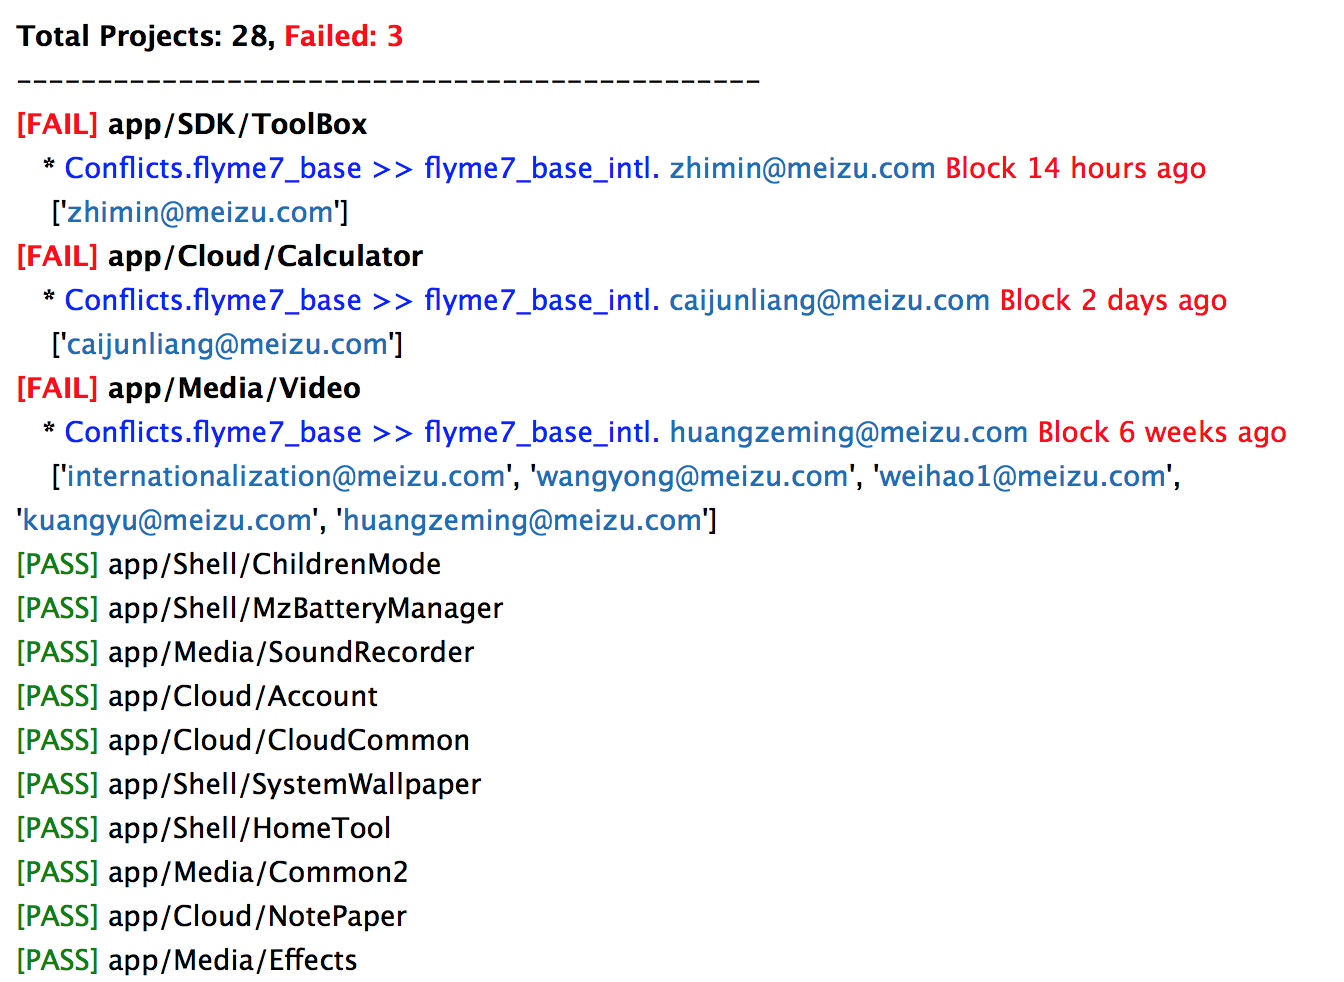 Total Projects: 28, Failed: 3
-----------------------------------------------
[FAIL] app/SDK/ToolBox
* Conflicts.flyme7_base >> flyme7_base_intl. zhimin@meizu.com Block 14 hours ago
['zhimin@meizu.com']
[FAIL] app/Cloud/Calculator
* Conflicts.flyme7_base >> flyme7_base_intl. caijunliang@meizu.com Block 2 days ago
['caijunliang@meizu.com']
[FAIL] app/Media/Video
* Conflicts.flyme7_base >> flyme7_base_intl. huangzeming@meizu.com Block 6 weeks ago
['internationalization@meizu.com', 'wangyong@meizu.com', 'weihao1@meizu.com',
'kuangyu@meizu.com', 'huangzeming@meizu.com']
[PASS] app/Shell/ChildrenMode
[PASS] app/Shell/MzBatteryManager
[PASS] app/Media/SoundRecorder
[PASS] app/Cloud/Account
[PASS] app/Cloud/CloudCommon
[PASS] app/Shell/SystemWallpaper
[PASS] app/Shell/HomeTool
[PASS] app/Media/Common2
[PASS] app/Cloud/NotePaper
[PASS] app/Media/Effects